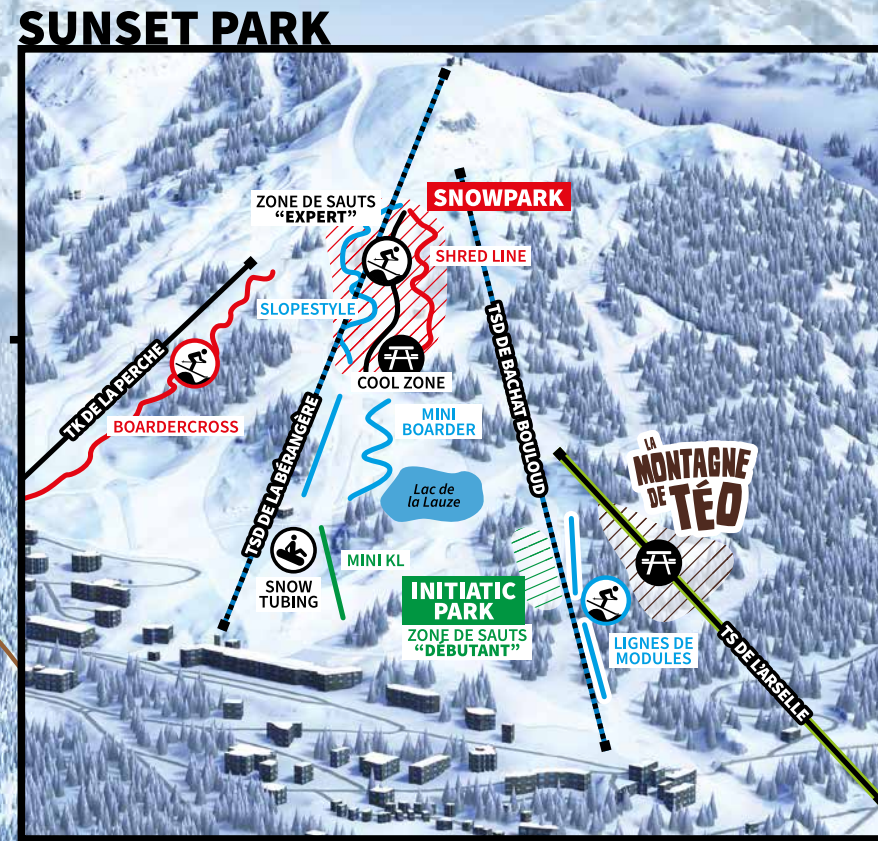 SUNSET PARK
ZONE DE SAUTS
“EXPERT”
SNOWPARK
SHRED LINE
SLOPESTYLE
TK DE LA PERCHE
COOL ZONE
BOARDERCROSS
MINI
BOARDER
TSD DE LA BÉRANGÈRE
TSD DE BACHAT BOULOUD
LA
MONTAGNE
DE TÉO
Lac de
la Lauze
MINI KL
SNOW
TUBING
INITIATIC
PARK
ZONE DE SAUTS
“DÉBUTANT”
LIGNES DE
MODULES
TS DE L'ARSELLE